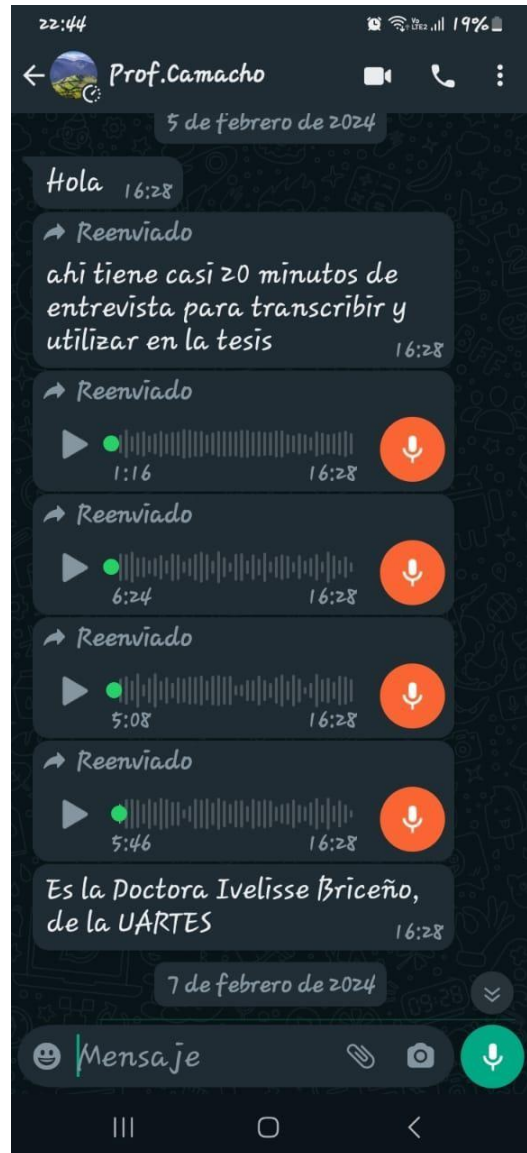 22:44
VoLTE2 19%
Prof.Camacho
5 de febrero de 2024
Hola 16:28
Reenviado
ahi tiene casi 20 minutos de
entrevista para transcribir y
utilizar en la tesis
16:28
Reenviado
1:16 16:28
Reenviado
6:24 16:28
Reenviado
5:08 16:28
Reenviado
5:46 16:28
Es la Doctora Ivelisse Briceño,
de la UARTES
16:28
7 de febrero de 2024
Mensaje